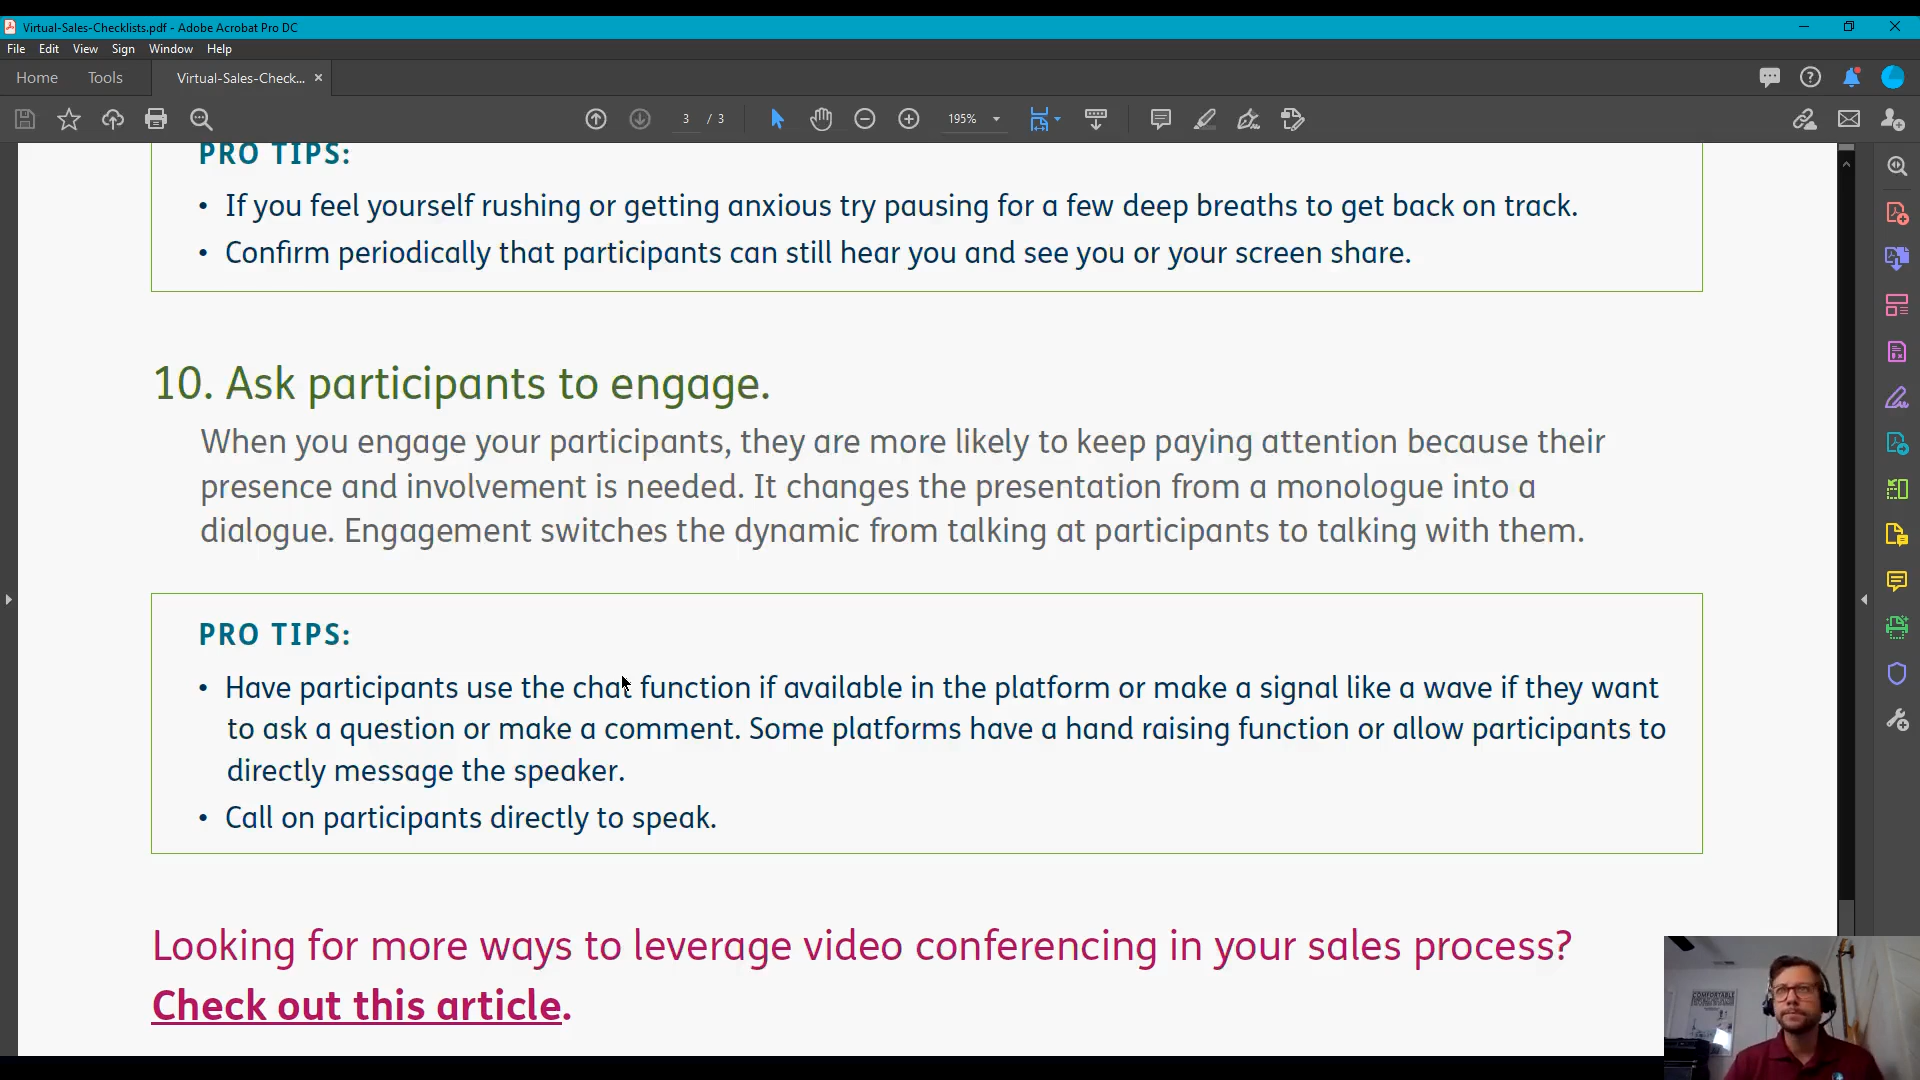 Virtual-Sales-Checklists.pdf - Adobe Acrobat Pro DC
File Edit View Sign Window Help
Home Tools Virtual-Sales-Check... ×
3 / 3 195%
PRO TIPS:
• If you feel yourself rushing or getting anxious try pausing for a few deep breaths to get back on track.
• Confirm periodically that participants can still hear you and see you or your screen share.
10. Ask participants to engage.
When you engage your participants, they are more likely to keep paying attention because their
presence and involvement is needed. It changes the presentation from a monologue into a
dialogue. Engagement switches the dynamic from talking at participants to talking with them.
PRO TIPS:
• Have participants use the chat function if available in the platform or make a signal like a wave if they want
to ask a question or make a comment. Some platforms have a hand raising function or allow participants to
directly message the speaker.
• Call on participants directly to speak.
Looking for more ways to leverage video conferencing in your sales process?
Check out this article.
COMFORTABLE